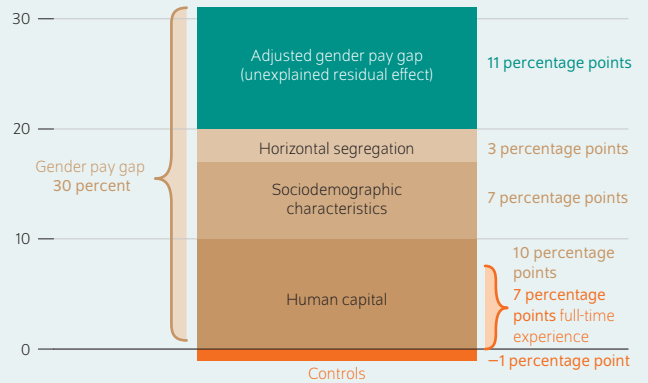 30
Adjusted gender pay gap
(unexplained residual effect)
11 percentage points
20
Horizontal segregation
3 percentage points
Gender pay gap
30 percent
Sociodemographic
characteristics
7 percentage points
10
10 percentage
points
Human capital
7 percentage
points full-time
experience
0
−1 percentage point
Controls